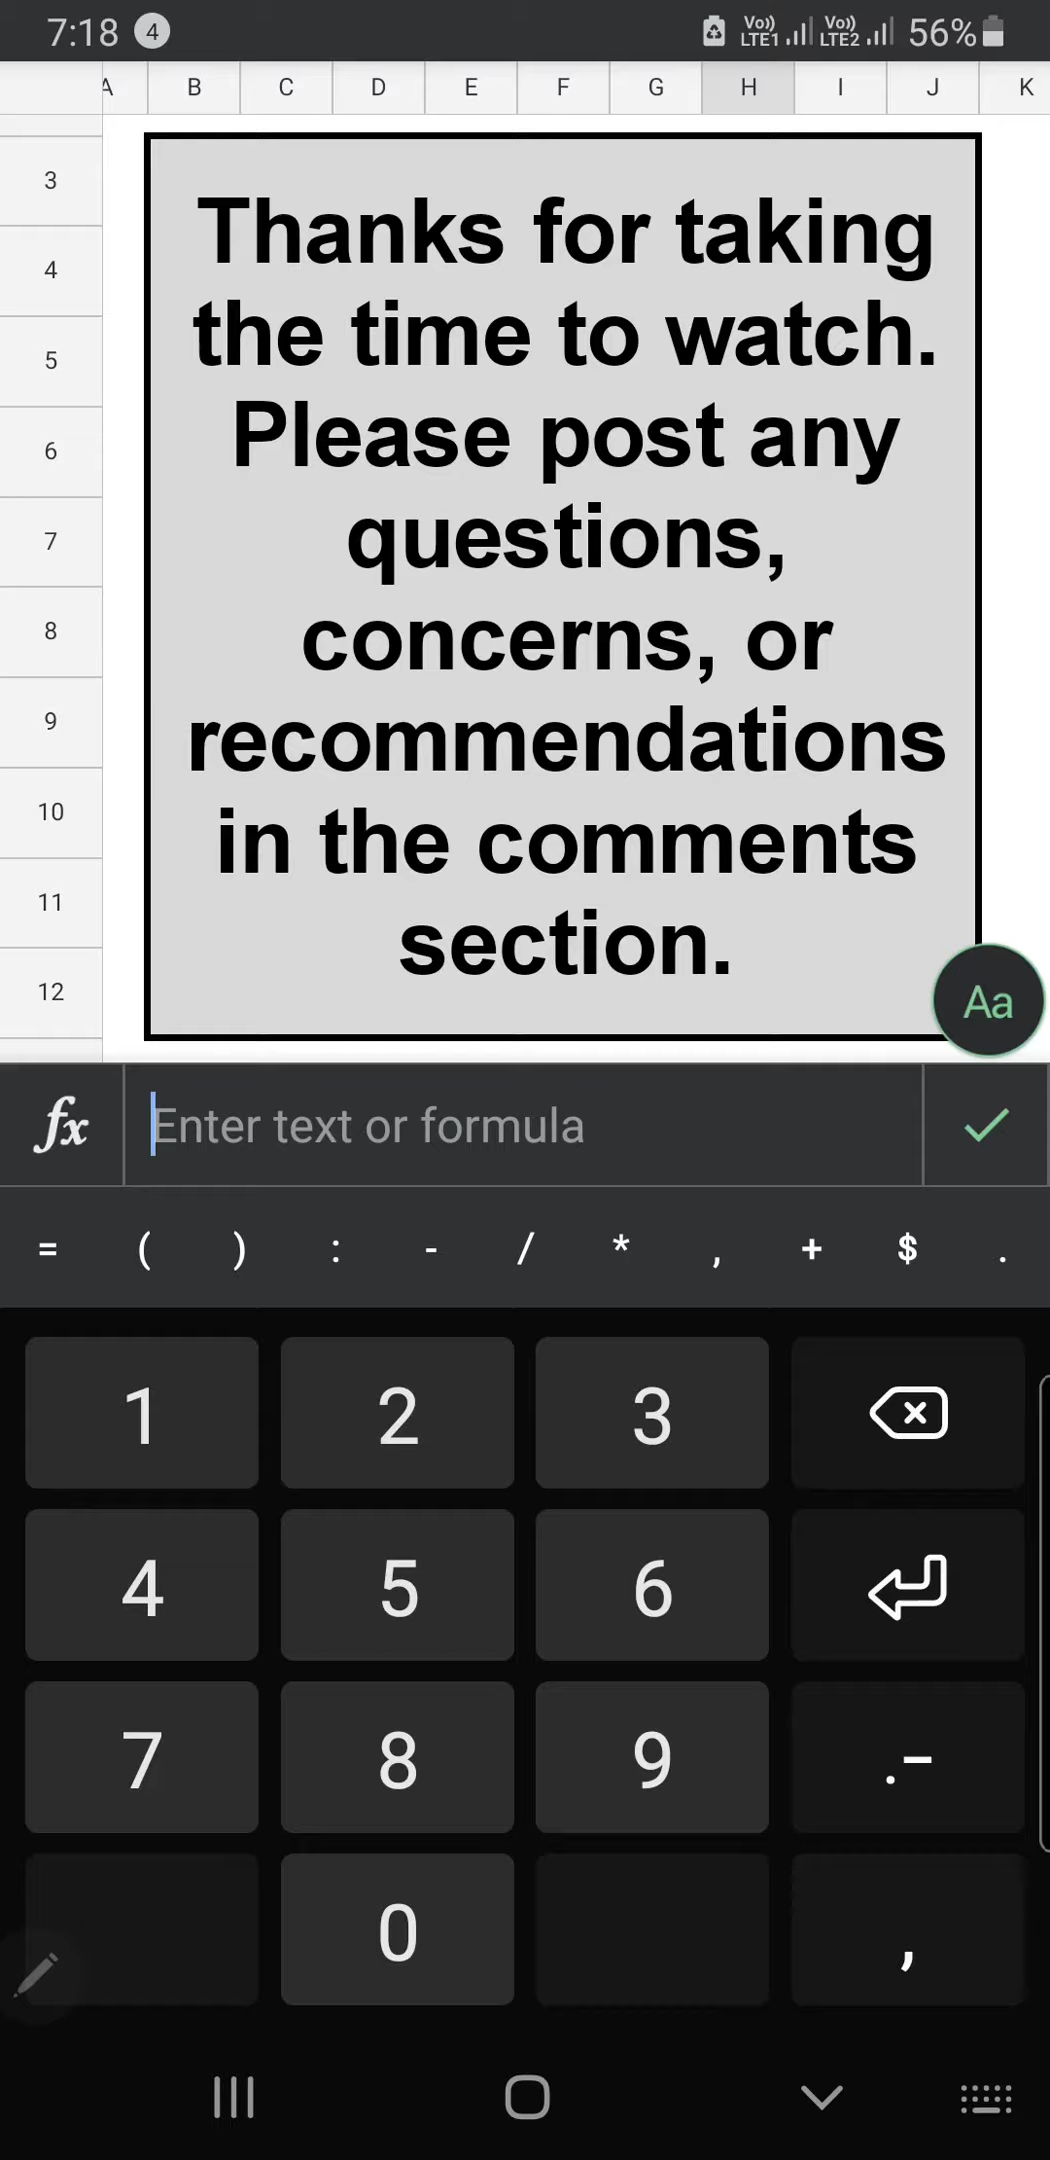 7:18 4 Vo)) LTE1 Vo)) LTE2 56%
A B C D E F G H I J K
3
4
5
6
7
8
9
10
11
12
Thanks for taking
the time to watch.
Please post any
questions,
concerns, or
recommendations
in the comments
section.
Aa
fx Enter text or formula
= ( ) : - / * , + $ .
1 2 3
4 5 6
7 8 9 .-
0 ,